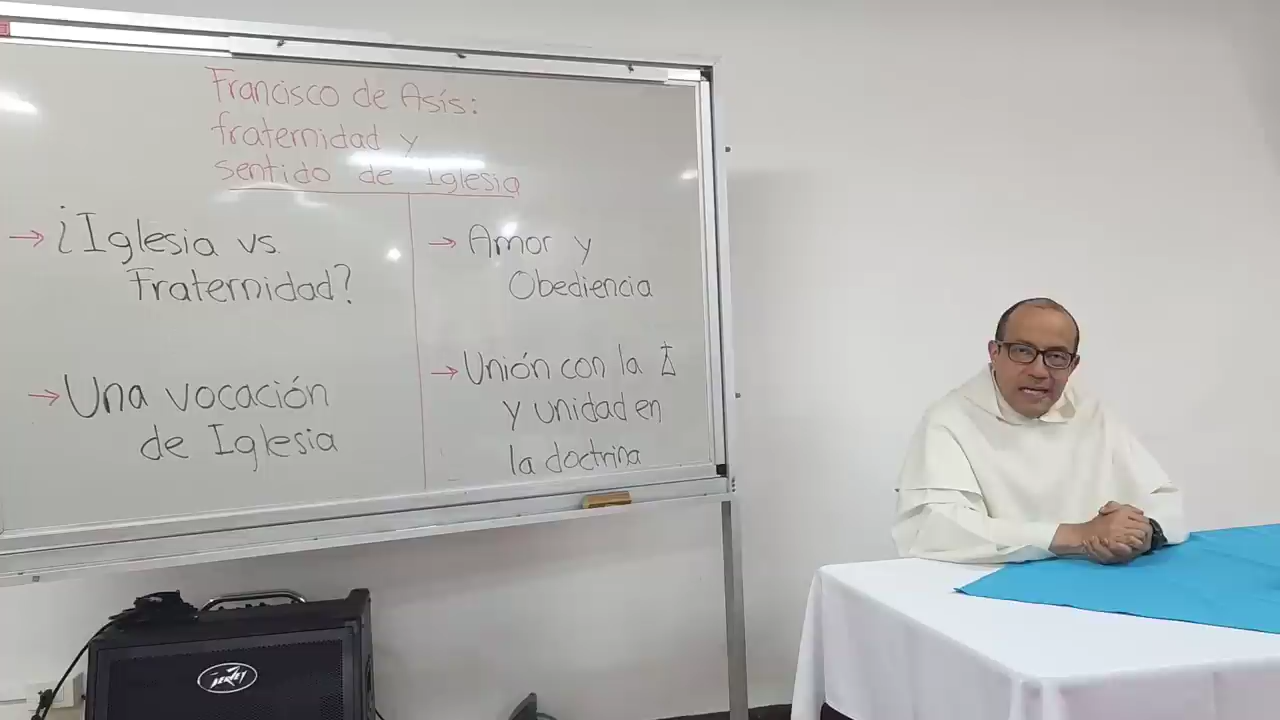 Francisco de Asís:
fraternidad y
sentido de Iglesia
→ ¿Iglesia vs.
Fraternidad?
→ Una vocación
de Iglesia
→ Amor y
Obediencia
→ Unión con la
y unidad en
la doctrina
PEAVEY